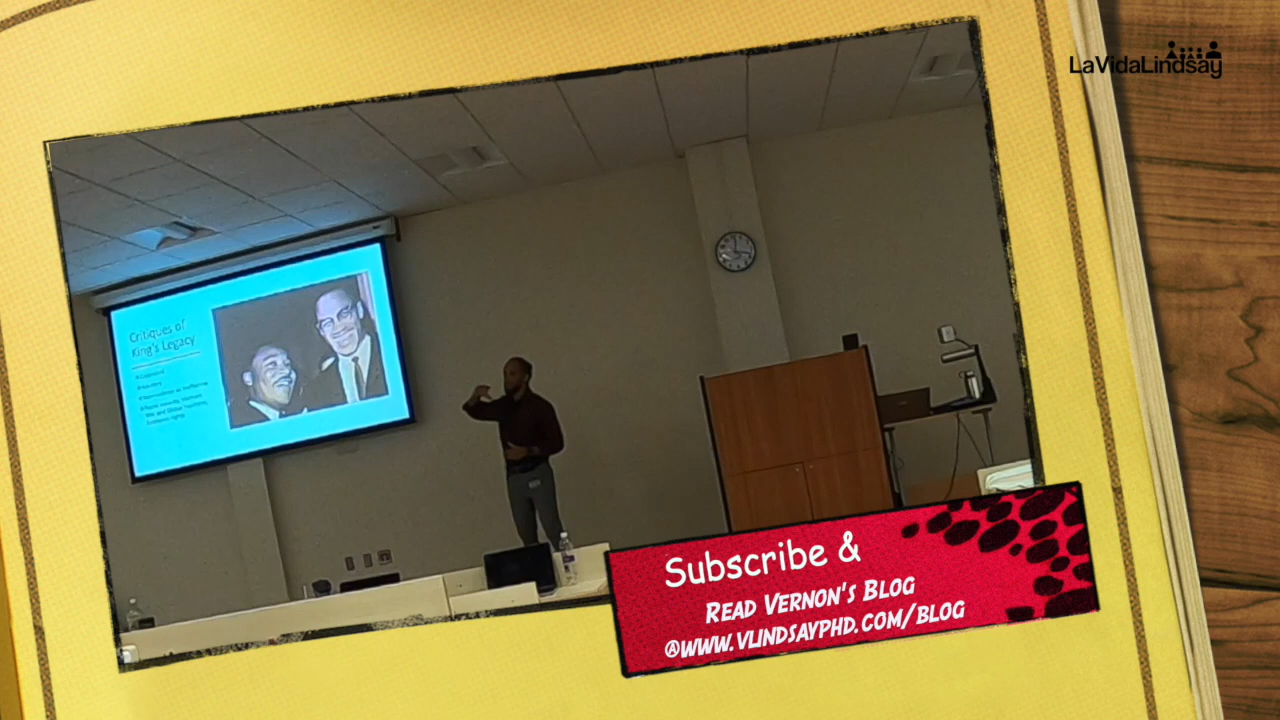 LaVidaLindsay
Critiques of
King's Legacy
Subscribe &
READ VERNON'S BLOG
@WWW.VLINDSAYPHD.COM/BLOG